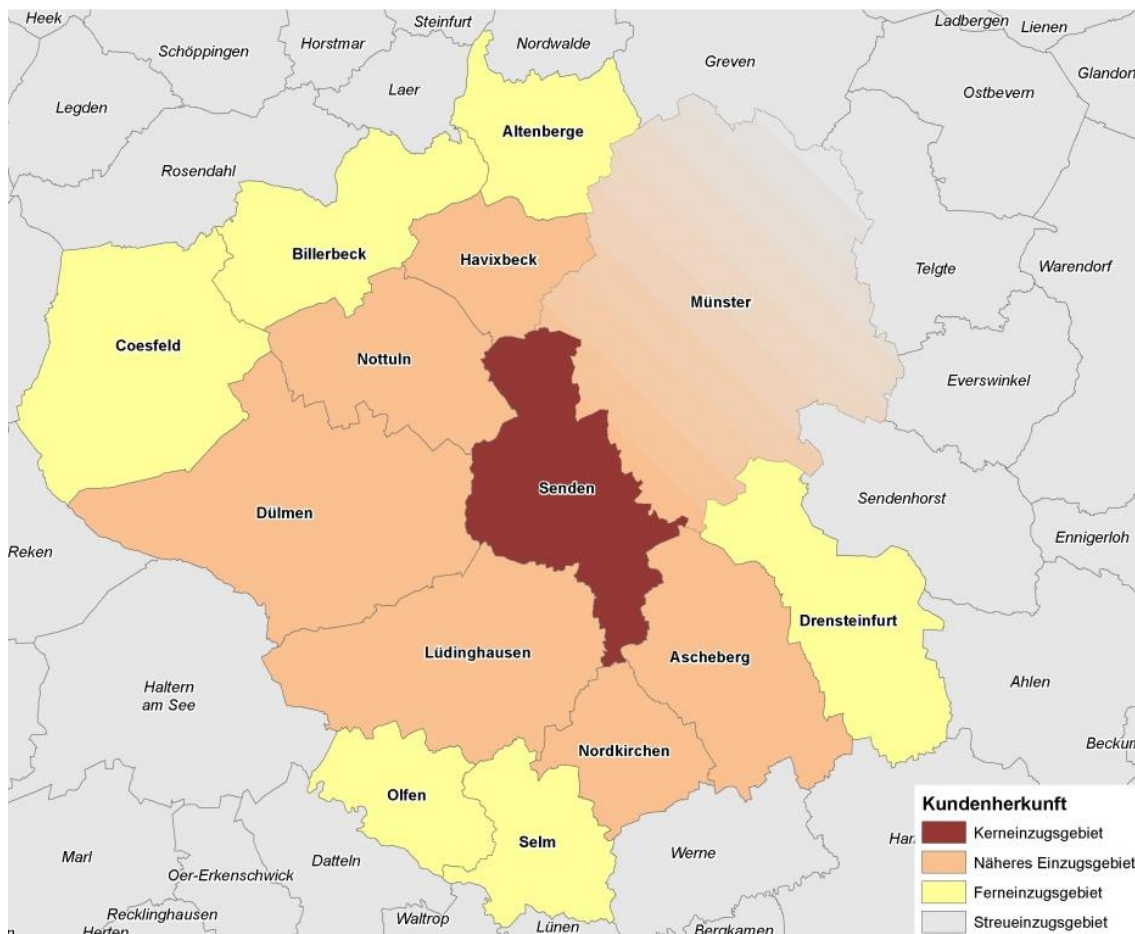 Heek
Steinfurt
Ladbergen
Lienen
Schöppingen
Horstmar
Nordwalde
Greven
Glandorf
Laer
Ostbevern
Legden
Altenberge
Rosendahl
Billerbeck
Havixbeck
Telgte
Warendorf
Münster
Coesfeld
Nottuln
Everswinkel
Senden
Sendenhorst
Dülmen
Ennigerloh
Reken
Drensteinfurt
Lüdinghausen
Ascheberg
Haltern
am See
Ahlen
Nordkirchen
Beckum
Olfen
Kundenherkunft
Kerneinzugsgebiet
Näheres Einzugsgebiet
Ferneinzugsgebiet
Streueinzugsgebiet
Selm
Werne
Marl
Datteln
Oer-Erkenschwick
Recklinghausen
Herten
Waltrop
Lünen
Bergkamen